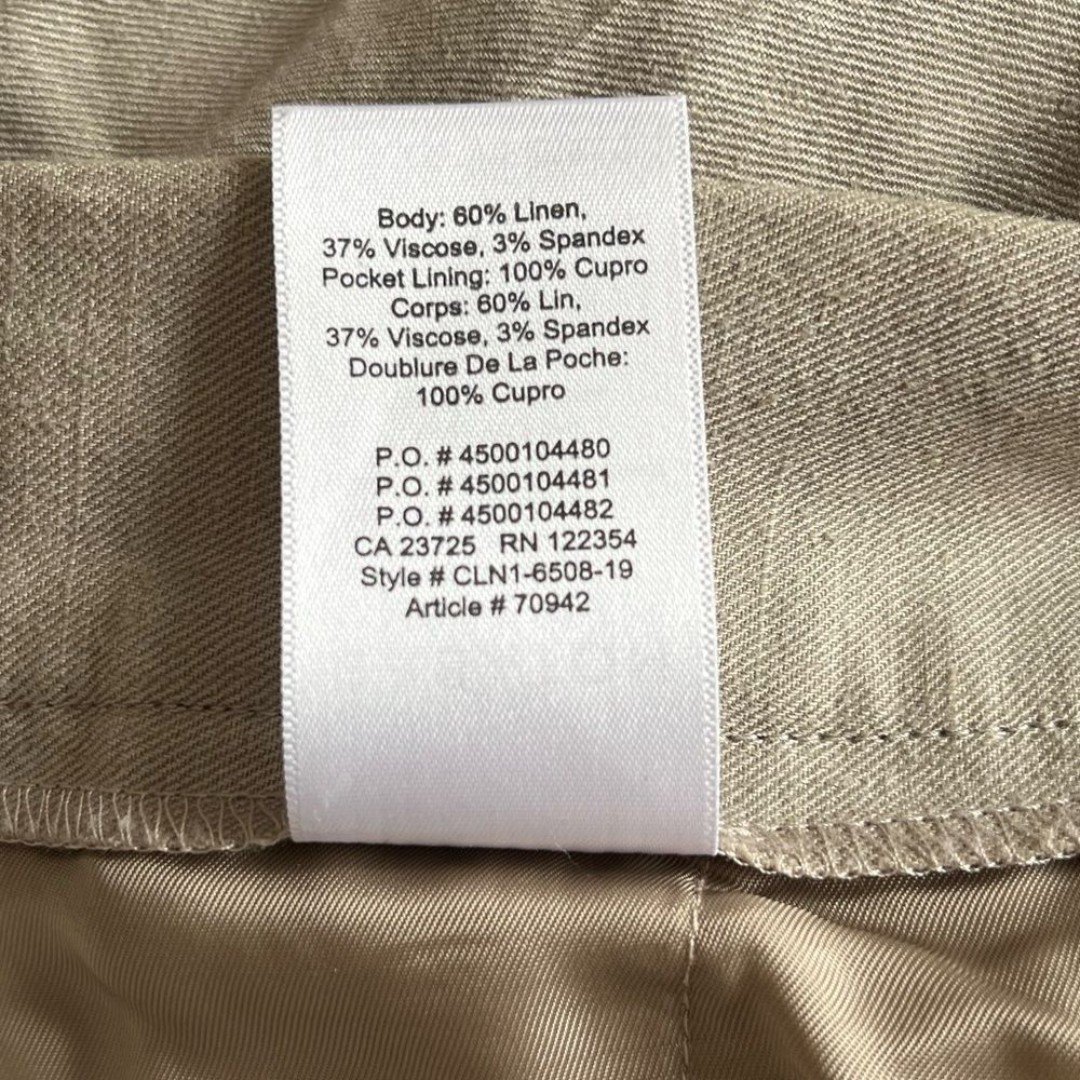 Body: 60% Linen,
37% Viscose, 3% Spandex
Pocket Lining: 100% Cupro
Corps: 60% Lin,
37% Viscose, 3% Spandex
Doublure De La Poche:
100% Cupro
P.O. # 4500104480
P.O. # 4500104481
P.O. # 4500104482
CA 23725 RN 122354
Style # CLN1-6508-19
Article # 70942